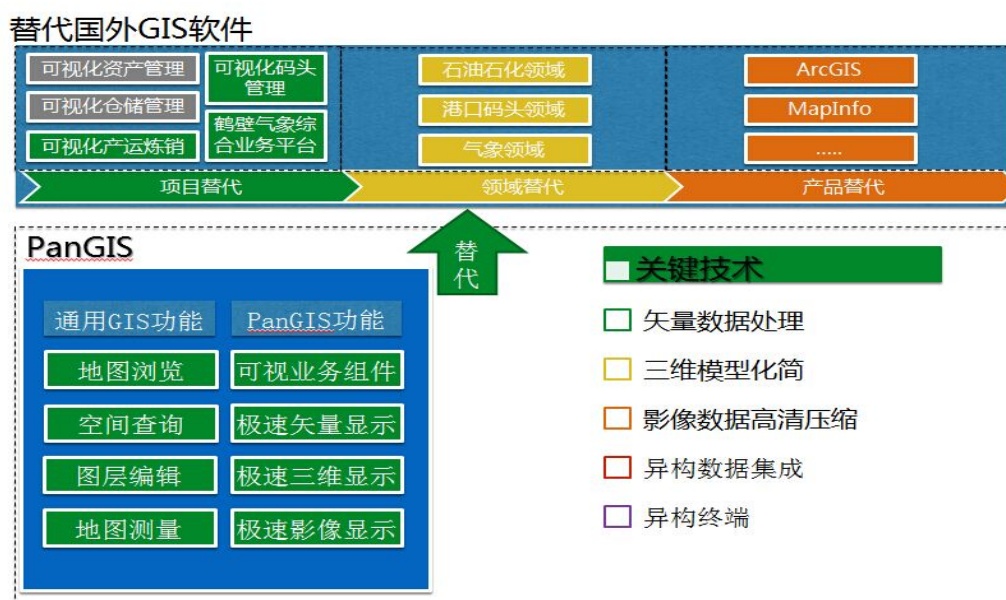 替代国外GIS软件
可视化资产管理
可视化仓储管理
可视化产运炼销
可视化码头
管理
鹤壁气象综
合业务平台
石油石化领域
港口码头领域
气象领域
ArcGIS
MapInfo
.....
项目替代
领域替代
产品替代
PanGIS
替
代
通用GIS功能
地图浏览
空间查询
图层编辑
地图测量
PanGIS功能
可视业务组件
极速矢量显示
极速三维显示
极速影像显示
关键技术
矢量数据处理
三维模型化简
影像数据高清压缩
异构数据集成
异构终端